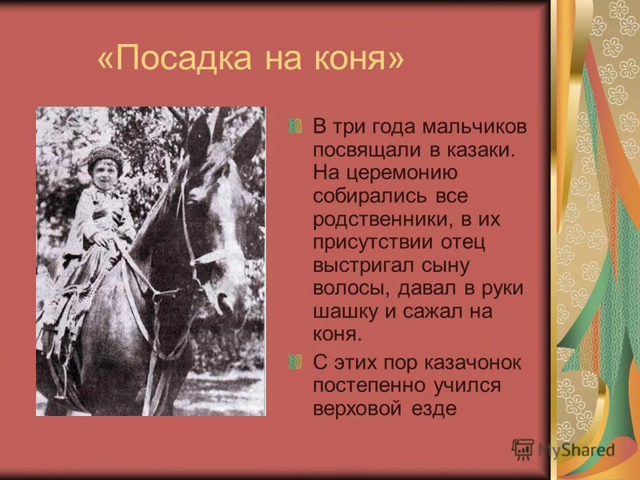 «Посадка на коня»
В три года мальчиков
посвящали в казаки.
На церемонию
собирались все
родственники, в их
присутствии отец
выстригал сыну
волосы, давал в руки
шашку и сажал на
коня.
С этих пор казачонок
постепенно учился
верховой езде
MyShared